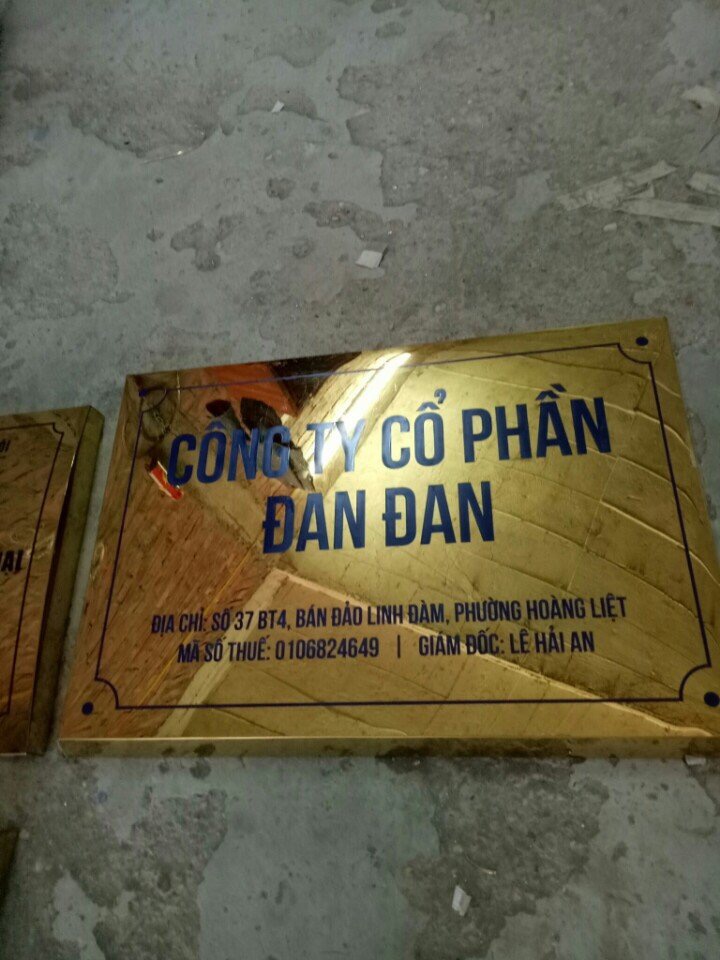 CÔNG TY CỔ PHẦN
ĐAN ĐAN
ĐỊA CHỈ: SỐ 37 BT4, BÁN ĐẢO LINH ĐÀM, PHƯỜNG HOÀNG LIỆT
MÃ SỐ THUẾ: 0106824649 | GIÁM ĐỐC: LÊ HẢI AN